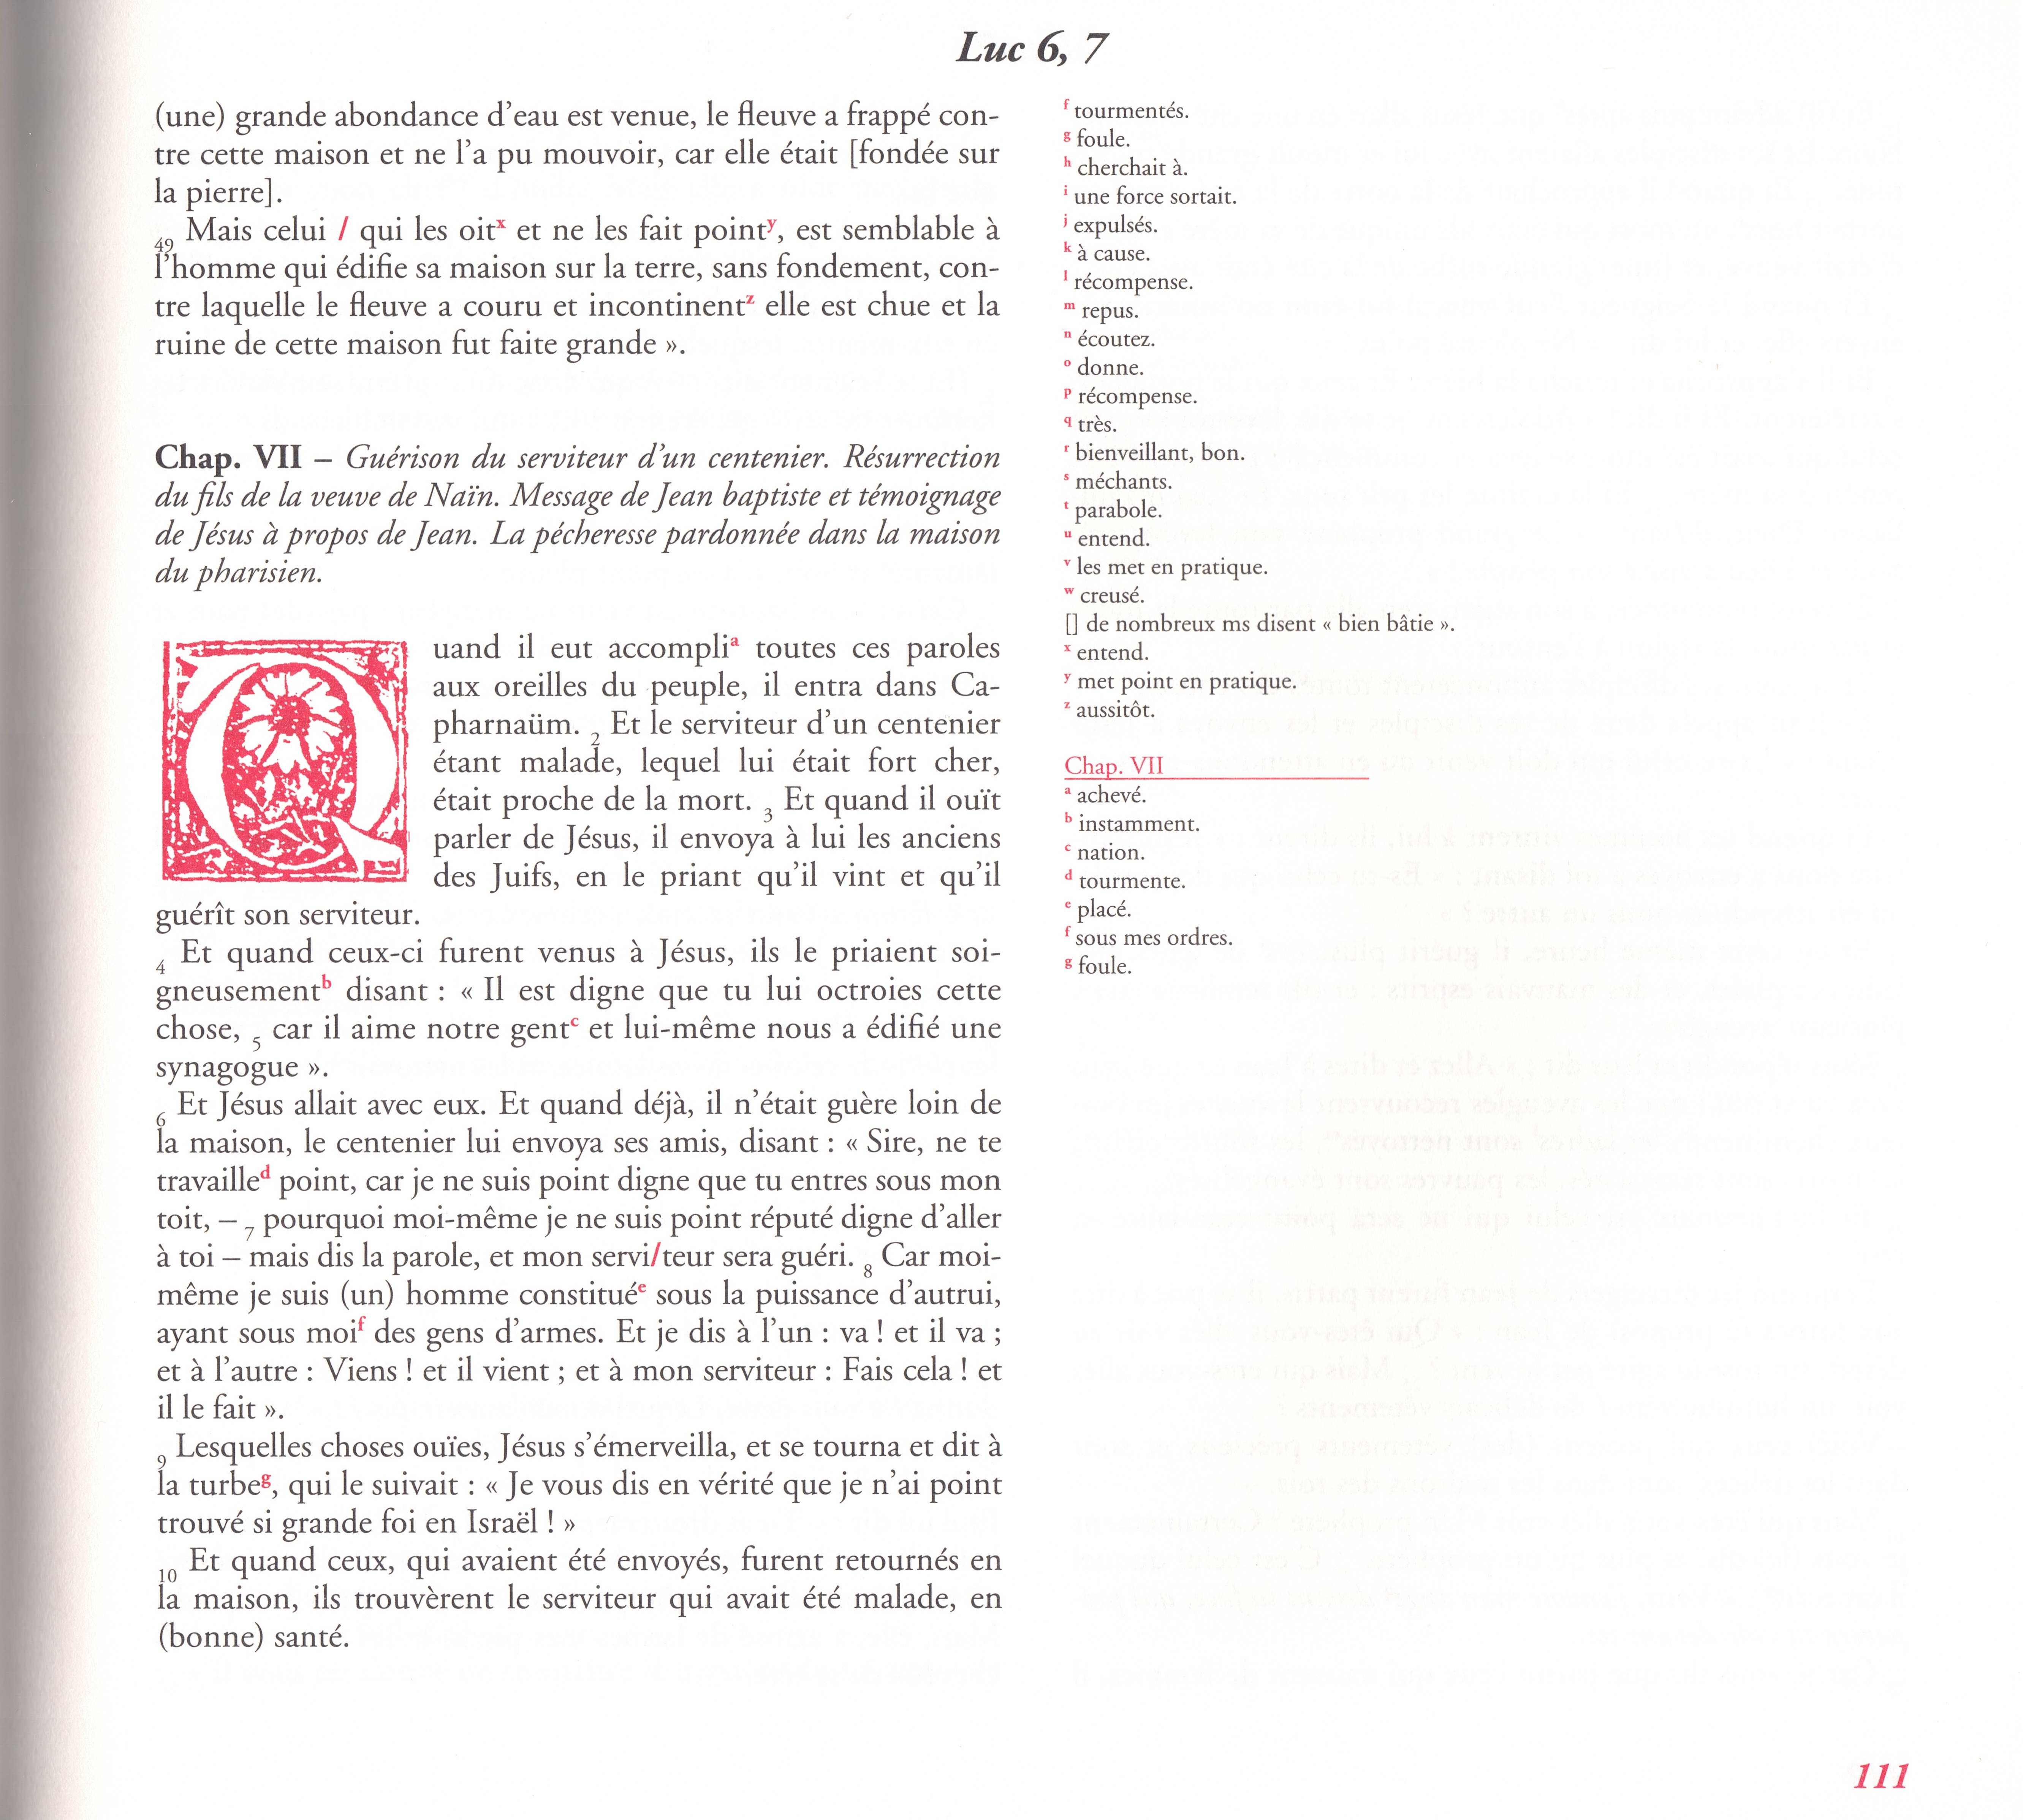 Luc 6, 7
(une) grande abondance d’eau est venue, le fleuve a frappé con-
tre cette maison et ne l’a pu mouvoir, car elle était [fondée sur
la pierre].
49 Mais celui / qui les oitˣ et ne les fait pointʸ, est semblable à
l’homme qui édifie sa maison sur la terre, sans fondement, con-
tre laquelle le fleuve a couru et incontinentᶻ elle est chue et la
ruine de cette maison fut faite grande ».
Chap. VII – Guérison du serviteur d’un centenier. Résurrection
du fils de la veuve de Naïn. Message de Jean baptiste et témoignage
de Jésus à propos de Jean. La pécheresse pardonnée dans la maison
du pharisien.
Quand il eut accompliᵃ toutes ces paroles
aux oreilles du peuple, il entra dans Ca-
pharnaüm. 2 Et le serviteur d’un centenier
étant malade, lequel lui était fort cher,
était proche de la mort. 3 Et quand il ouït
parler de Jésus, il envoya à lui les anciens
des Juifs, en le priant qu’il vint et qu’il
guérît son serviteur.
4 Et quand ceux-ci furent venus à Jésus, ils le priaient soi-
gneusementᵇ disant : « Il est digne que tu lui octroies cette
chose, 5 car il aime notre gentᶜ et lui-même nous a édifié une
synagogue ».
6 Et Jésus allait avec eux. Et quand déjà, il n’était guère loin de
la maison, le centenier lui envoya ses amis, disant : « Sire, ne te
travailleᵈ point, car je ne suis point digne que tu entres sous mon
toit, – 7 pourquoi moi-même je ne suis point réputé digne d’aller
à toi – mais dis la parole, et mon servi/teur sera guéri. 8 Car moi-
même je suis (un) homme constituéᵉ sous la puissance d’autrui,
ayant sous moiᶠ des gens d’armes. Et je dis à l’un : va ! et il va ;
et à l’autre : Viens ! et il vient ; et à mon serviteur : Fais cela ! et
il le fait ».
9 Lesquelles choses ouïes, Jésus s’émerveilla, et se tourna et dit à
la turbeᵍ, qui le suivait : « Je vous dis en vérité que je n’ai point
trouvé si grande foi en Israël ! »
10 Et quand ceux, qui avaient été envoyés, furent retournés en
la maison, ils trouvèrent le serviteur qui avait été malade, en
(bonne) santé.
ᶠ tourmentés.
ᵍ foule.
ʰ cherchait à.
ⁱ une force sortait.
ʲ expulsés.
ᵏ à cause.
ˡ récompense.
ᵐ repus.
ⁿ écoutez.
ᵒ donne.
ᵖ récompense.
q très.
ʳ bienveillant, bon.
ˢ méchants.
ᵗ parabole.
ᵘ entend.
ᵛ les met en pratique.
ʷ creusé.
[] de nombreux ms disent « bien bâtie ».
ˣ entend.
ʸ met point en pratique.
ᶻ aussitôt.
Chap. VII
ᵃ achevé.
ᵇ instamment.
ᶜ nation.
ᵈ tourmente.
ᵉ placé.
ᶠ sous mes ordres.
ᵍ foule.
111